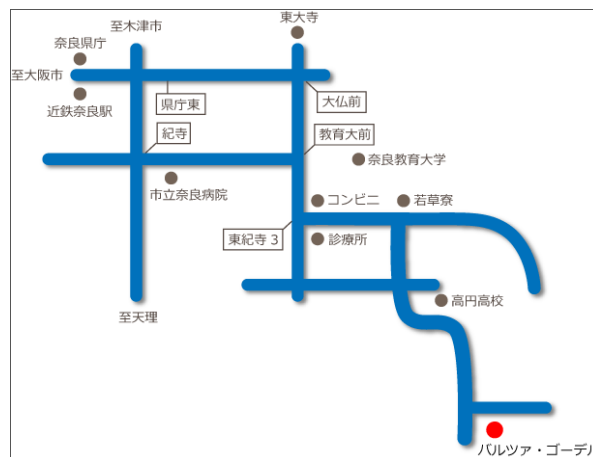 東大寺
至木津市
奈良県庁
至大阪市
近鉄奈良駅
県庁東
大仏前
紀寺
教育大前
奈良教育大学
市立奈良病院
コンビニ
若草寮
東紀寺 3
診療所
高円高校
至天理
バルツァ・ゴーデル